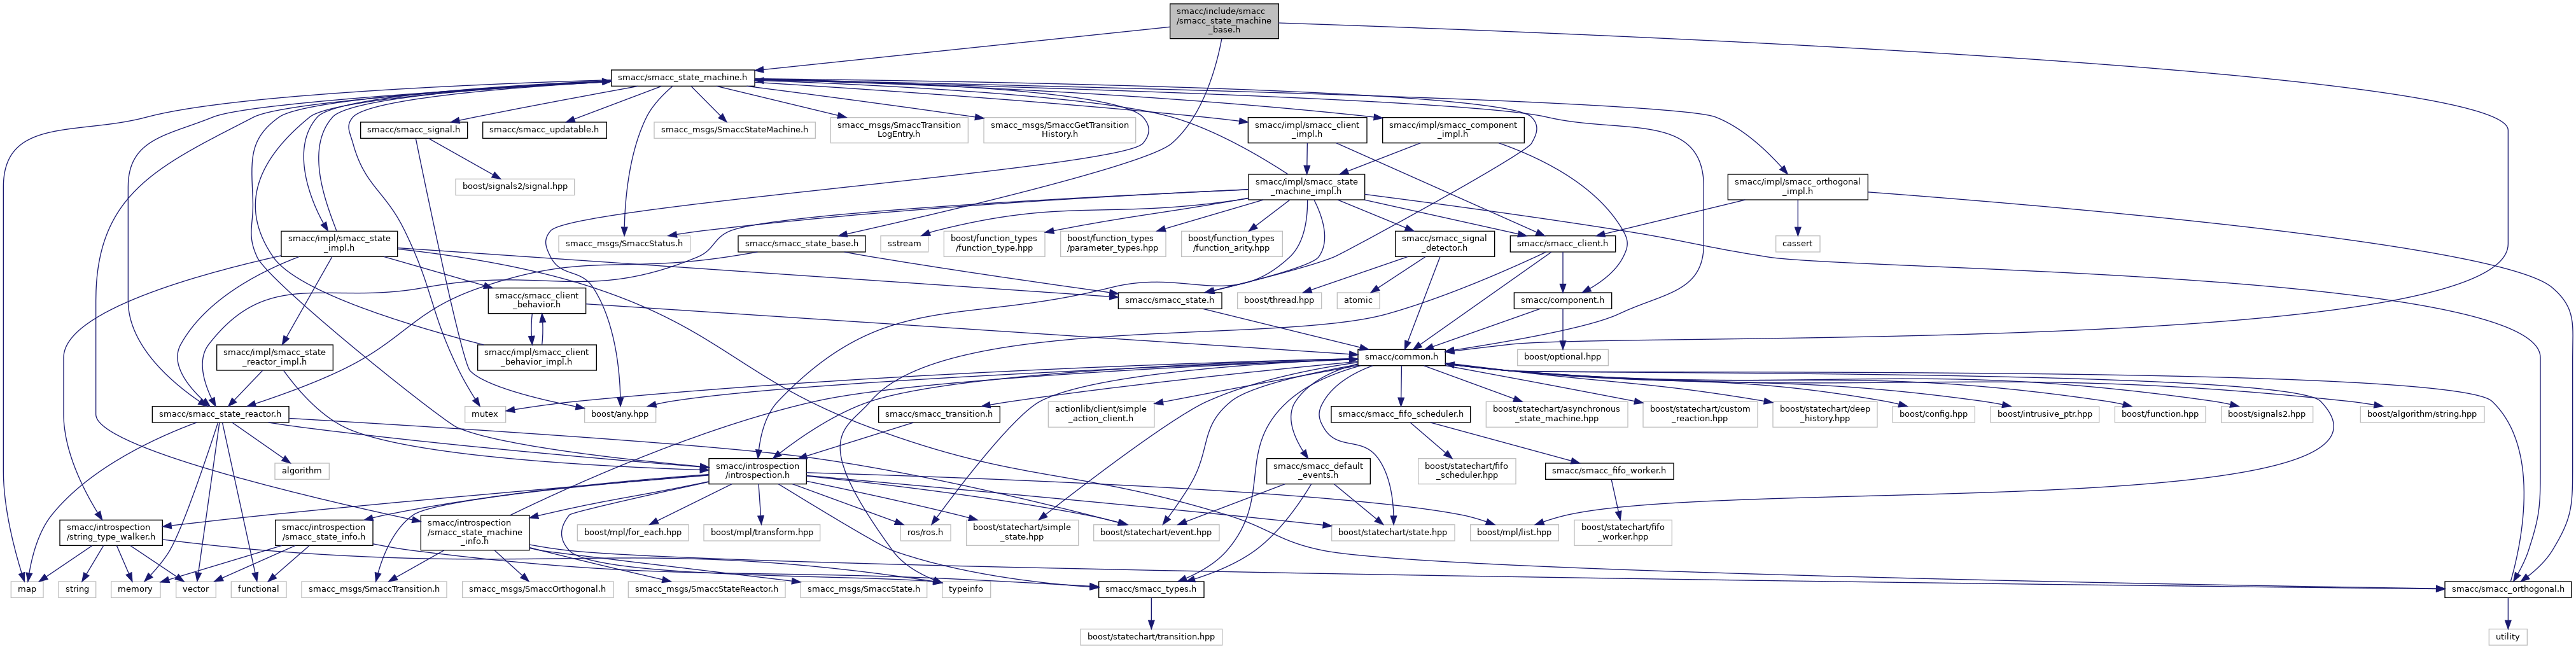 smacc/include/smacc
/smacc_state_machine
_base.h
smacc/smacc_state_machine.h
smacc/smacc_signal.h
smacc/smacc_updatable.h
smacc_msgs/SmaccStateMachine.h
smacc_msgs/SmaccTransition
LogEntry.h
smacc_msgs/SmaccGetTransition
History.h
smacc/impl/smacc_client
_impl.h
smacc/impl/smacc_component
_impl.h
boost/signals2/signal.hpp
smacc/impl/smacc_state
_machine_impl.h
smacc/impl/smacc_orthogonal
_impl.h
smacc/impl/smacc_state
_impl.h
smacc_msgs/SmaccStatus.h
smacc/smacc_state_base.h
sstream
boost/function_types
/function_type.hpp
boost/function_types
/parameter_types.hpp
boost/function_types
/function_arity.hpp
smacc/smacc_signal
_detector.h
smacc/smacc_client.h
cassert
smacc/smacc_client
_behavior.h
smacc/smacc_state.h
boost/thread.hpp
atomic
smacc/component.h
smacc/impl/smacc_state
_reactor_impl.h
smacc/impl/smacc_client
_behavior_impl.h
smacc/common.h
boost/optional.hpp
smacc/smacc_state_reactor.h
mutex
boost/any.hpp
smacc/smacc_transition.h
actionlib/client/simple
_action_client.h
smacc/smacc_fifo_scheduler.h
boost/statechart/asynchronous
_state_machine.hpp
boost/statechart/custom
_reaction.hpp
boost/statechart/deep
_history.hpp
boost/config.hpp
boost/intrusive_ptr.hpp
boost/function.hpp
boost/signals2.hpp
boost/algorithm/string.hpp
algorithm
smacc/introspection
/introspection.h
smacc/smacc_default
_events.h
boost/statechart/fifo
_scheduler.hpp
smacc/smacc_fifo_worker.h
smacc/introspection
/string_type_walker.h
smacc/introspection
/smacc_state_info.h
smacc/introspection
/smacc_state_machine
_info.h
boost/mpl/for_each.hpp
boost/mpl/transform.hpp
ros/ros.h
boost/statechart/simple
_state.hpp
boost/statechart/event.hpp
boost/statechart/state.hpp
boost/mpl/list.hpp
boost/statechart/fifo
_worker.hpp
map
string
memory
vector
functional
smacc_msgs/SmaccTransition.h
smacc_msgs/SmaccOrthogonal.h
smacc_msgs/SmaccStateReactor.h
smacc_msgs/SmaccState.h
typeinfo
smacc/smacc_types.h
smacc/smacc_orthogonal.h
boost/statechart/transition.hpp
utility